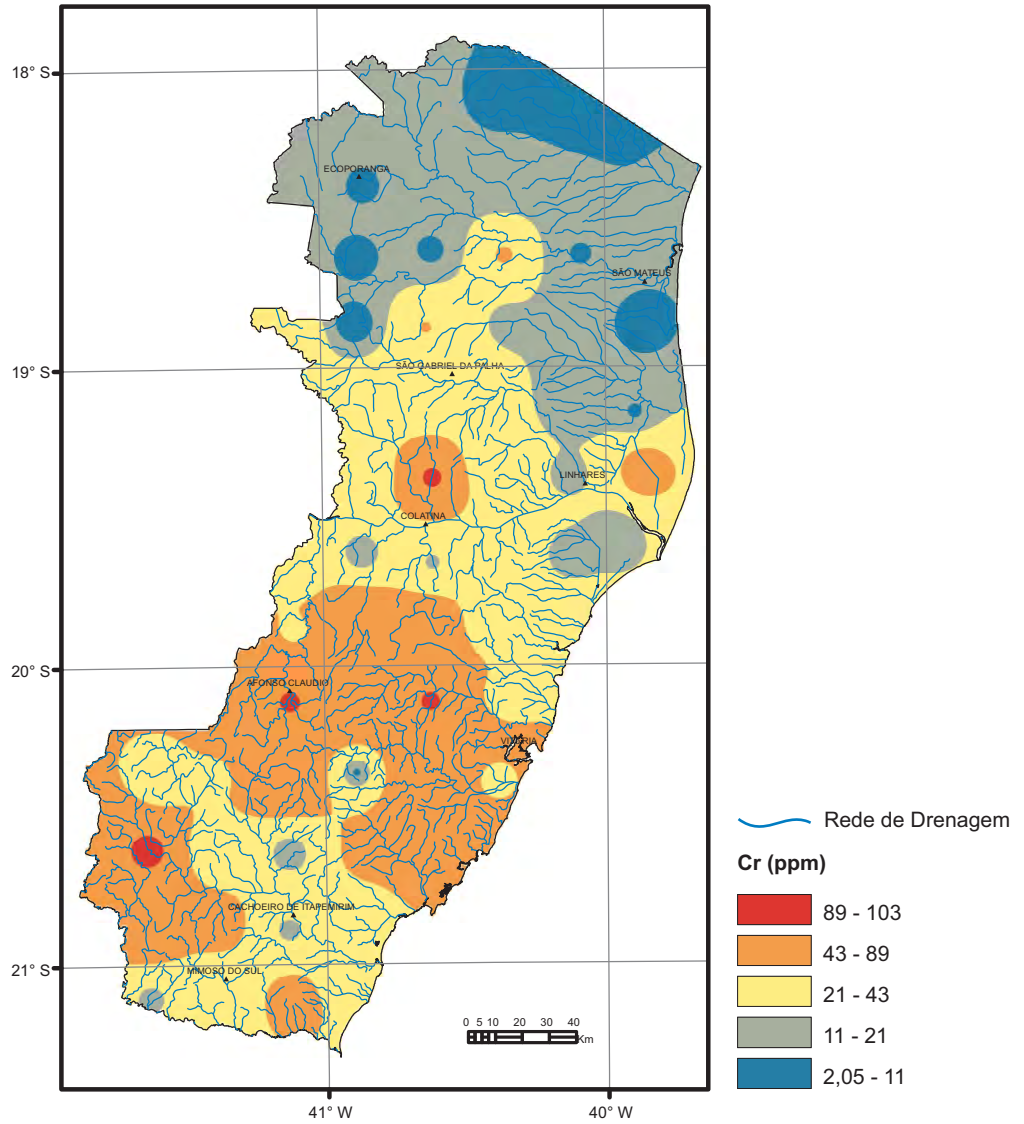 18° S
ECOPORANGA
SÃO MATEUS
19° S
SÃO GABRIEL DA PALHA
LINHARES
COLATINA
20° S
AFONSO CLAUDIO
VITÓRIA
Rede de Drenagem
Cr (ppm)
89 - 103
CACHOEIRO DE ITAPEMIRIM
43 - 89
21° S
MIMOSO DO SUL
21 - 43
0 5 10 20 30 40
Km
11 - 21
2,05 - 11
41° W
40° W